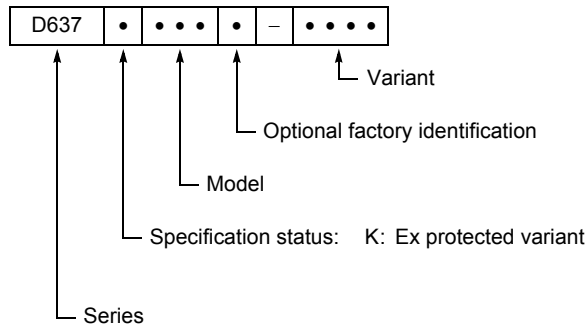 D637 • • • • • – • • • •
Variant
Optional factory identification
Model
Specification status: K: Ex protected variant
Series